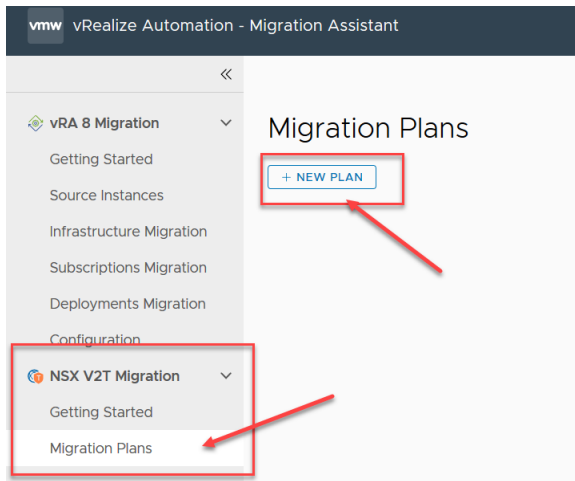 vmw vRealize Automation - Migration Assistant
vRA 8 Migration
Getting Started
Source Instances
Infrastructure Migration
Subscriptions Migration
Deployments Migration
Configuration
NSX V2T Migration
Getting Started
Migration Plans
Migration Plans
+ NEW PLAN